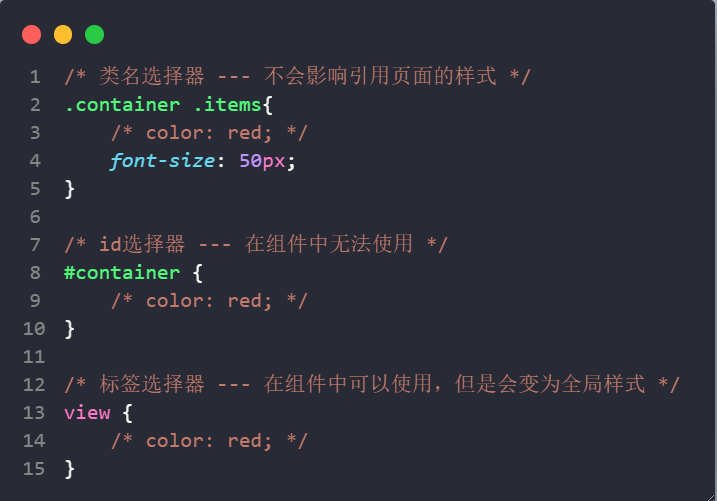 1 /* 类名选择器 --- 不会影响引用页面的样式 */
2 .container .items{
3     /* color: red; */
4     font-size: 50px;
5 }
6
7 /* id选择器 --- 在组件中无法使用 */
8 #container {
9     /* color: red; */
10 }
11
12 /* 标签选择器 --- 在组件中可以使用，但是会变为全局样式 */
13 view {
14     /* color: red; */
15 }